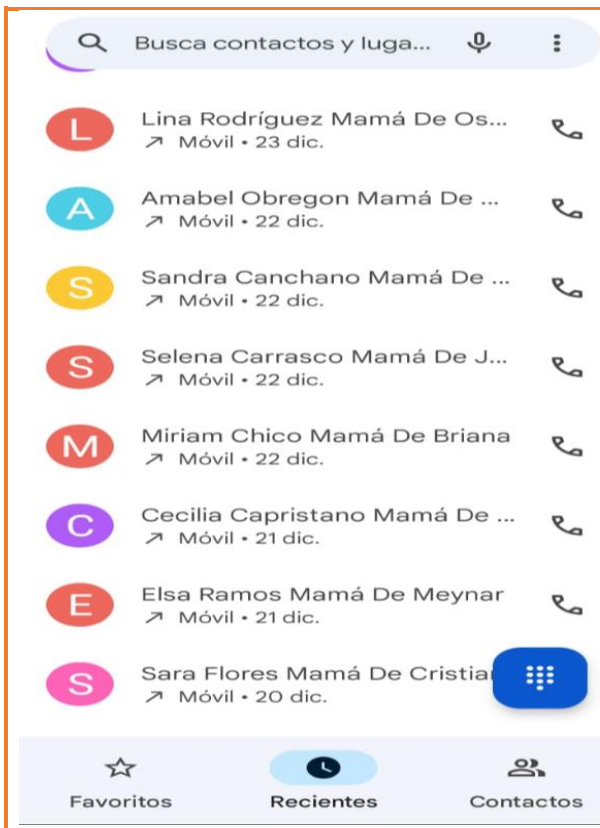 Busca contactos y luga...
L
Lina Rodríguez Mamá De Os...
Móvil • 23 dic.
A
Amabel Obregon Mamá De ...
Móvil • 22 dic.
S
Sandra Canchano Mamá De ...
Móvil • 22 dic.
S
Selena Carrasco Mamá De J...
Móvil • 22 dic.
M
Miriam Chico Mamá De Briana
Móvil • 22 dic.
C
Cecilia Capristano Mamá De ...
Móvil • 21 dic.
E
Elsa Ramos Mamá De Meynar
Móvil • 21 dic.
S
Sara Flores Mamá De Cristian
Móvil • 20 dic.
Favoritos
Recientes
Contactos